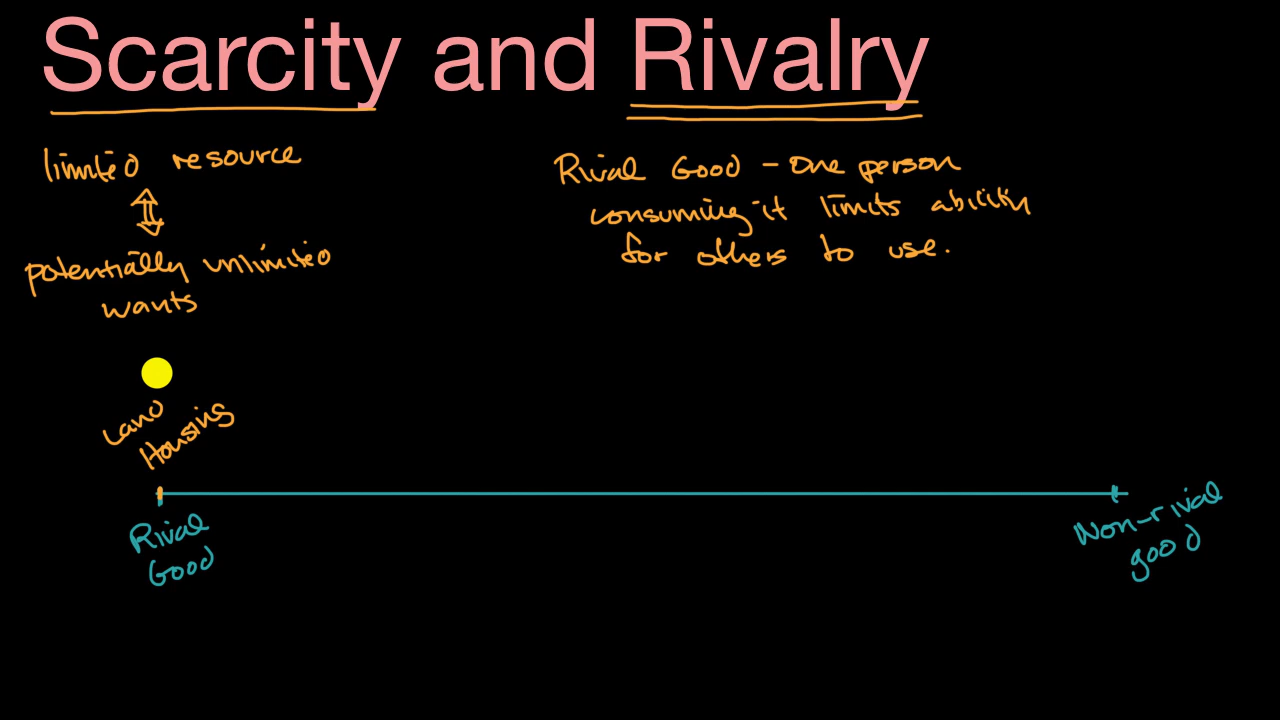 Scarcity and Rivalry
limited resource
potentially unlimited
wants
Rival Good - One person
consuming it limits ability
for others to use.
Land
Housing
Rival
Good
Non-rival
good